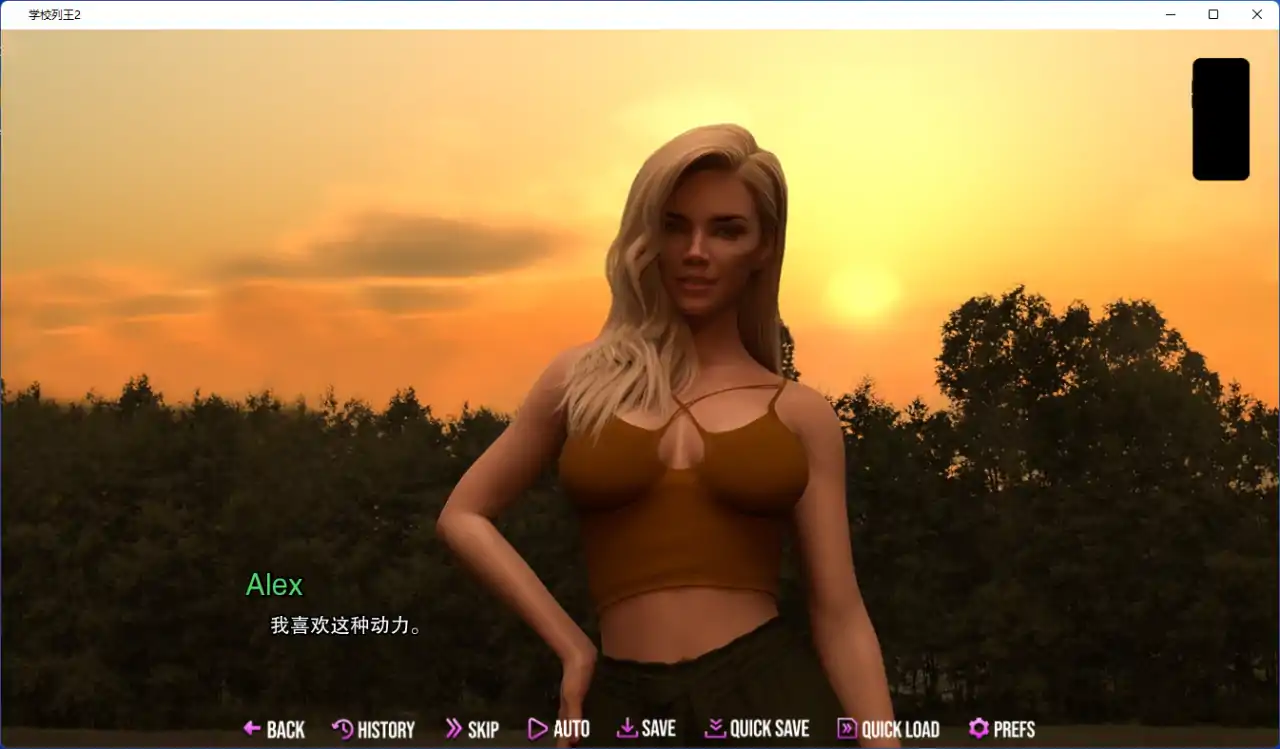 学校列王2
Alex
我喜欢这种动力。
BACK HISTORY SKIP AUTO SAVE QUICK SAVE QUICK LOAD PREFS